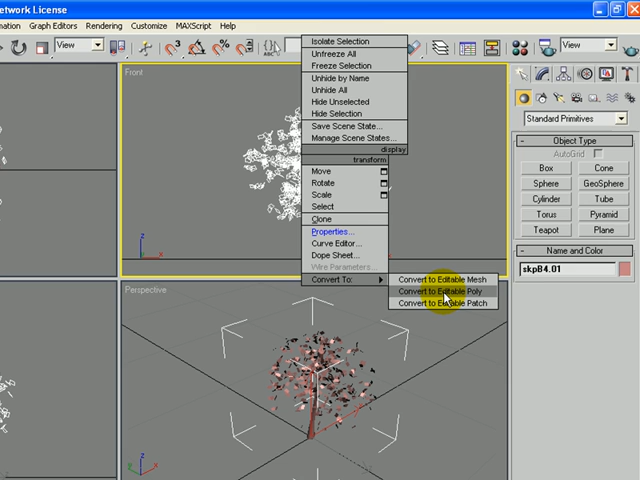 etwork License
mation Graph Editors Rendering Customize MAXScript Help
View
View
Front
Isolate Selection
Unfreeze All
Freeze Selection
Unhide by Name
Unhide All
Hide Unselected
Hide Selection
Save Scene State...
Manage Scene States...
display
transform
Move
Rotate
Scale
Select
Clone
Properties...
Curve Editor...
Dope Sheet...
Wire Parameters...
Convert To:
Convert to Editable Mesh
Convert to Editable Poly
Convert to Editable Patch
Standard Primitives
- Object Type
AutoGrid
Box Cone
Sphere GeoSphere
Cylinder Tube
Torus Pyramid
Teapot Plane
- Name and Color
skpB4.01
z
x
Perspective
z
x